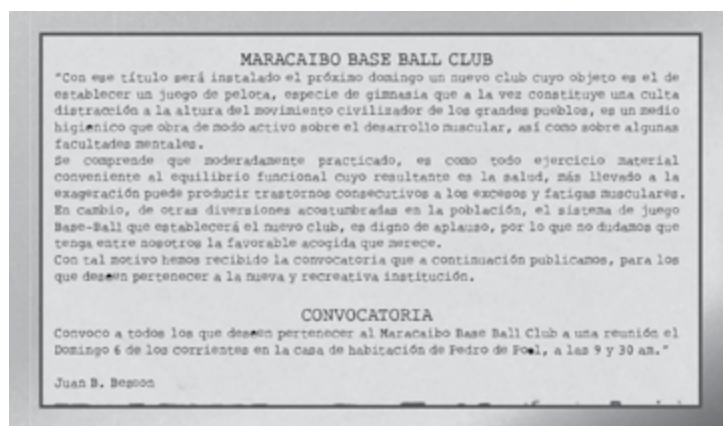 MARACAIBO BASE BALL CLUB
"Con ese título será instalado el próximo domingo un nuevo club cuyo objeto es el de
establecer un juego de pelota, especie de gimnasia que a la vez constituye una culta
distracción a la altura del movimiento civilizador de los grandes pueblos, es un medio
higienico que obra de modo activo sobre el desarrollo muscular, así como sobre algunas
facultades mentales.
Se comprende que moderadamente practicado, es como todo ejercicio material
conveniente al equilibrio funcional cuyo resultante es la salud, más llevado a la
exageración puede producir trastornos consecutivos a los excesos y fatigas musculares.
En cambio, de otras diversiones acostumbradas en la población, el sistema de juego
Base-Ball que establecerá el nuevo club, es digno de aplauso, por lo que no dudamos que
tenga entre nosotros la favorable acogida que merece.
Con tal motivo hemos recibido la convocatoria que a continuación publicamos, para los
que deseen pertenecer a la nueva y recreativa institución.
CONVOCATORIA
Convoco a todos los que deseen pertenecer al Maracaibo Base Ball Club a una reunión el
Domingo 6 de los corrientes en la casa de habitación de Pedro de Pool, a las 9 y 30 am."
Juan B. Besson